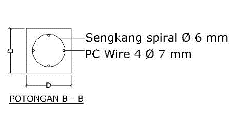 Sengkang spiral Ø 6 mm
PC Wire 4 Ø 7 mm
D
D
POTONGAN B - B